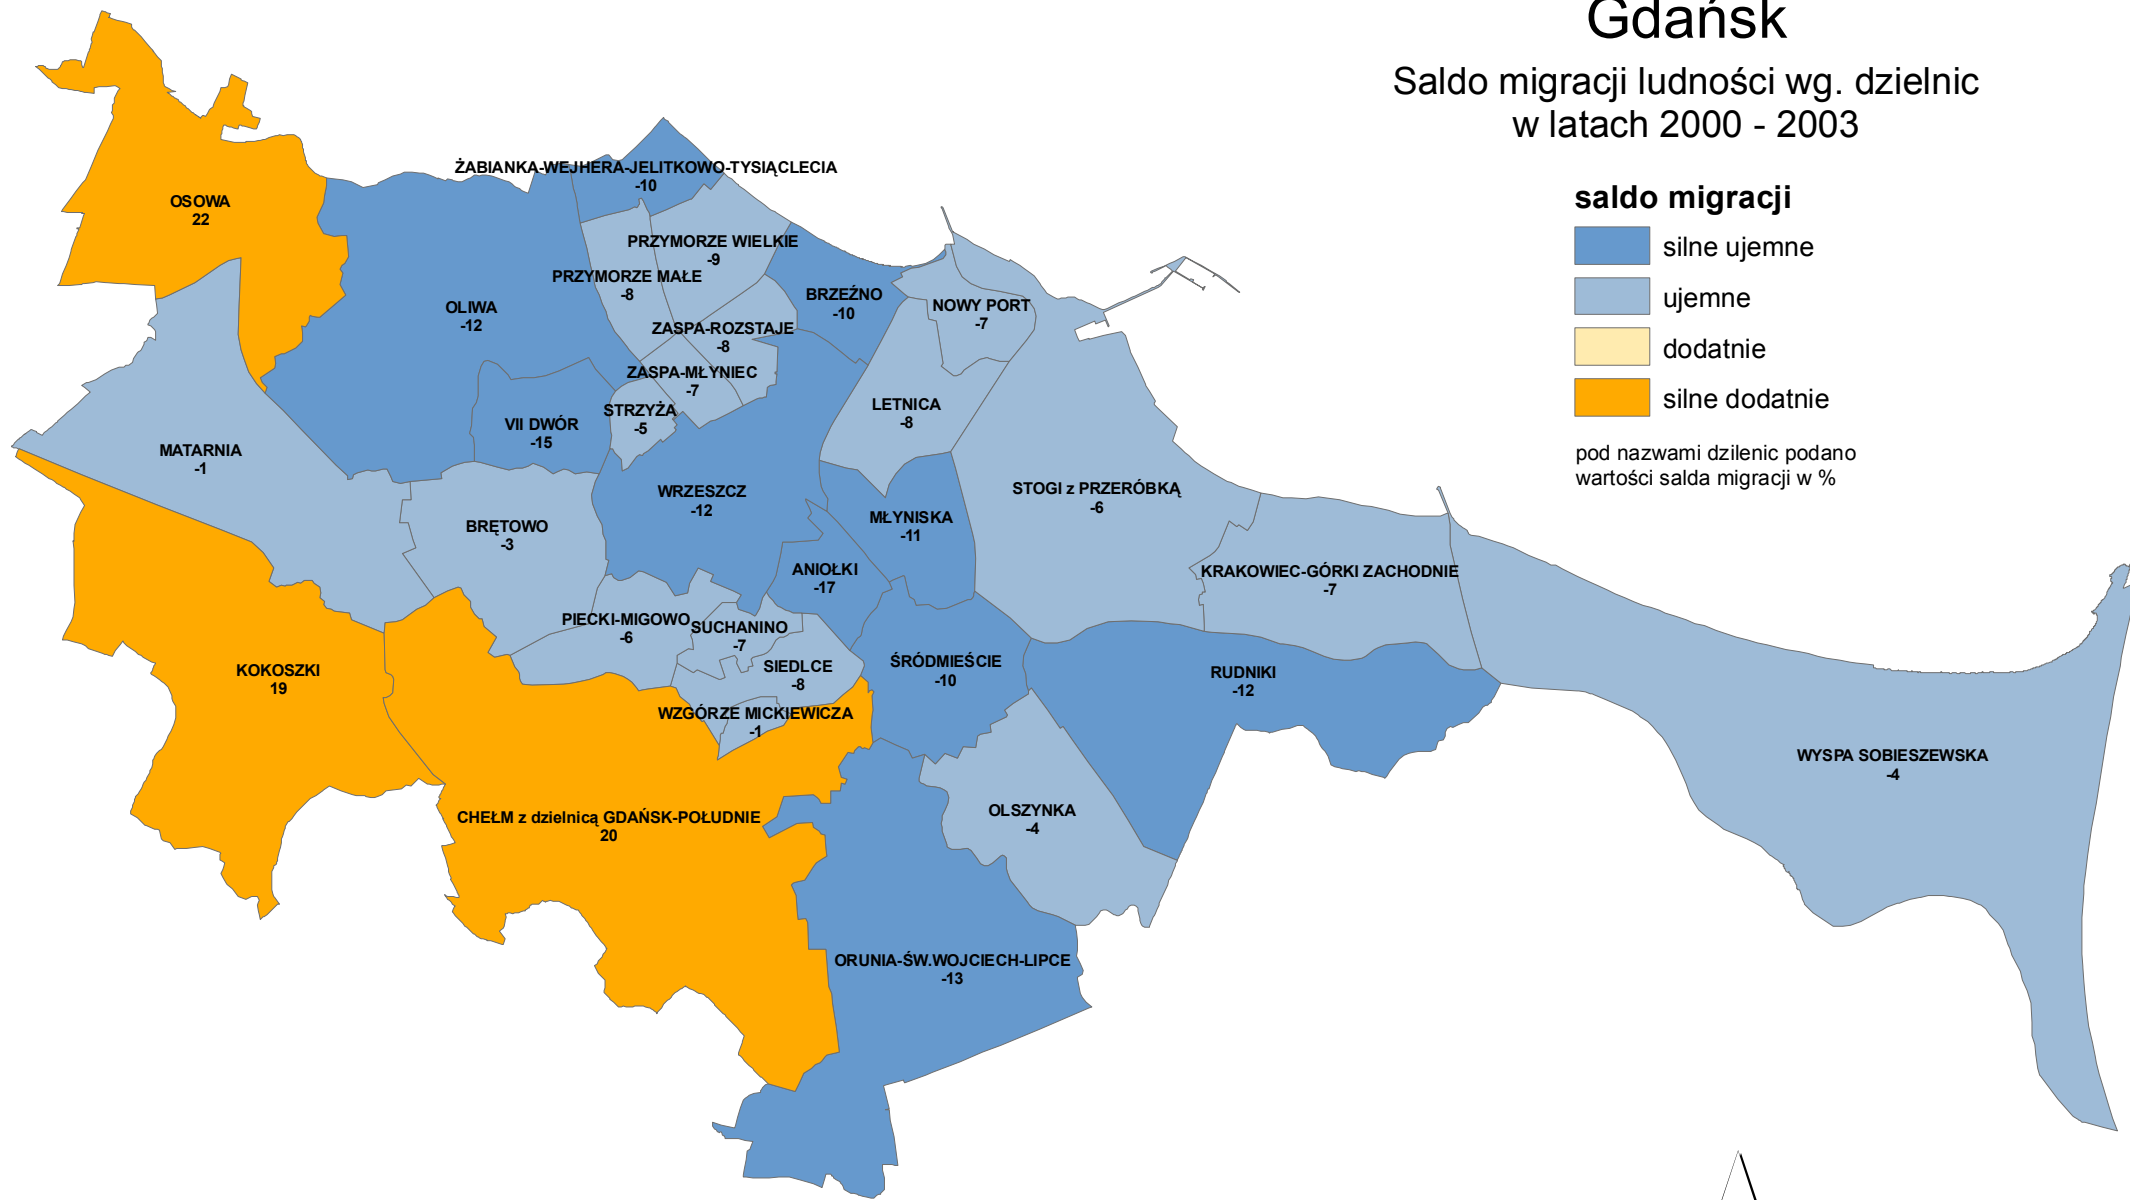 Gdańsk
Saldo migracji ludności wg. dzielnic
w latach 2000 - 2003
saldo migracji
silne ujemne
ujemne
dodatnie
silne dodatnie
pod nazwami dzilenic podano
wartości salda migracji w %
ŻABIANKA-WEJHERA-JELITKOWO-TYSIĄCLECIA
-10
OSOWA
22
PRZYMORZE WIELKIE
-9
PRZYMORZE MAŁE
-8
BRZEŹNO
-10
NOWY PORT
-7
OLIWA
-12
ZASPA-ROZSTAJE
-8
ZASPA-MŁYNIEC
-7
STRZYŻA
-5
LETNICA
-8
VII DWÓR
-15
MATARNIA
-1
WRZESZCZ
-12
STOGI z PRZERÓBKĄ
-6
MŁYNISKA
-11
BRĘTOWO
-3
ANIOŁKI
-17
KRAKOWIEC-GÓRKI ZACHODNIE
-7
PIECKI-MIGOWO
-6
SUCHANINO
-7
SIEDLCE
-8
ŚRÓDMIEŚCIE
-10
KOKOSZKI
19
RUDNIKI
-12
WZGÓRZE MICKIEWICZA
-1
WYSPA SOBIESZEWSKA
-4
OLSZYNKA
-4
CHEŁM z dzielnicą GDAŃSK-POŁUDNIE
20
ORUNIA-ŚW.WOJCIECH-LIPCE
-13